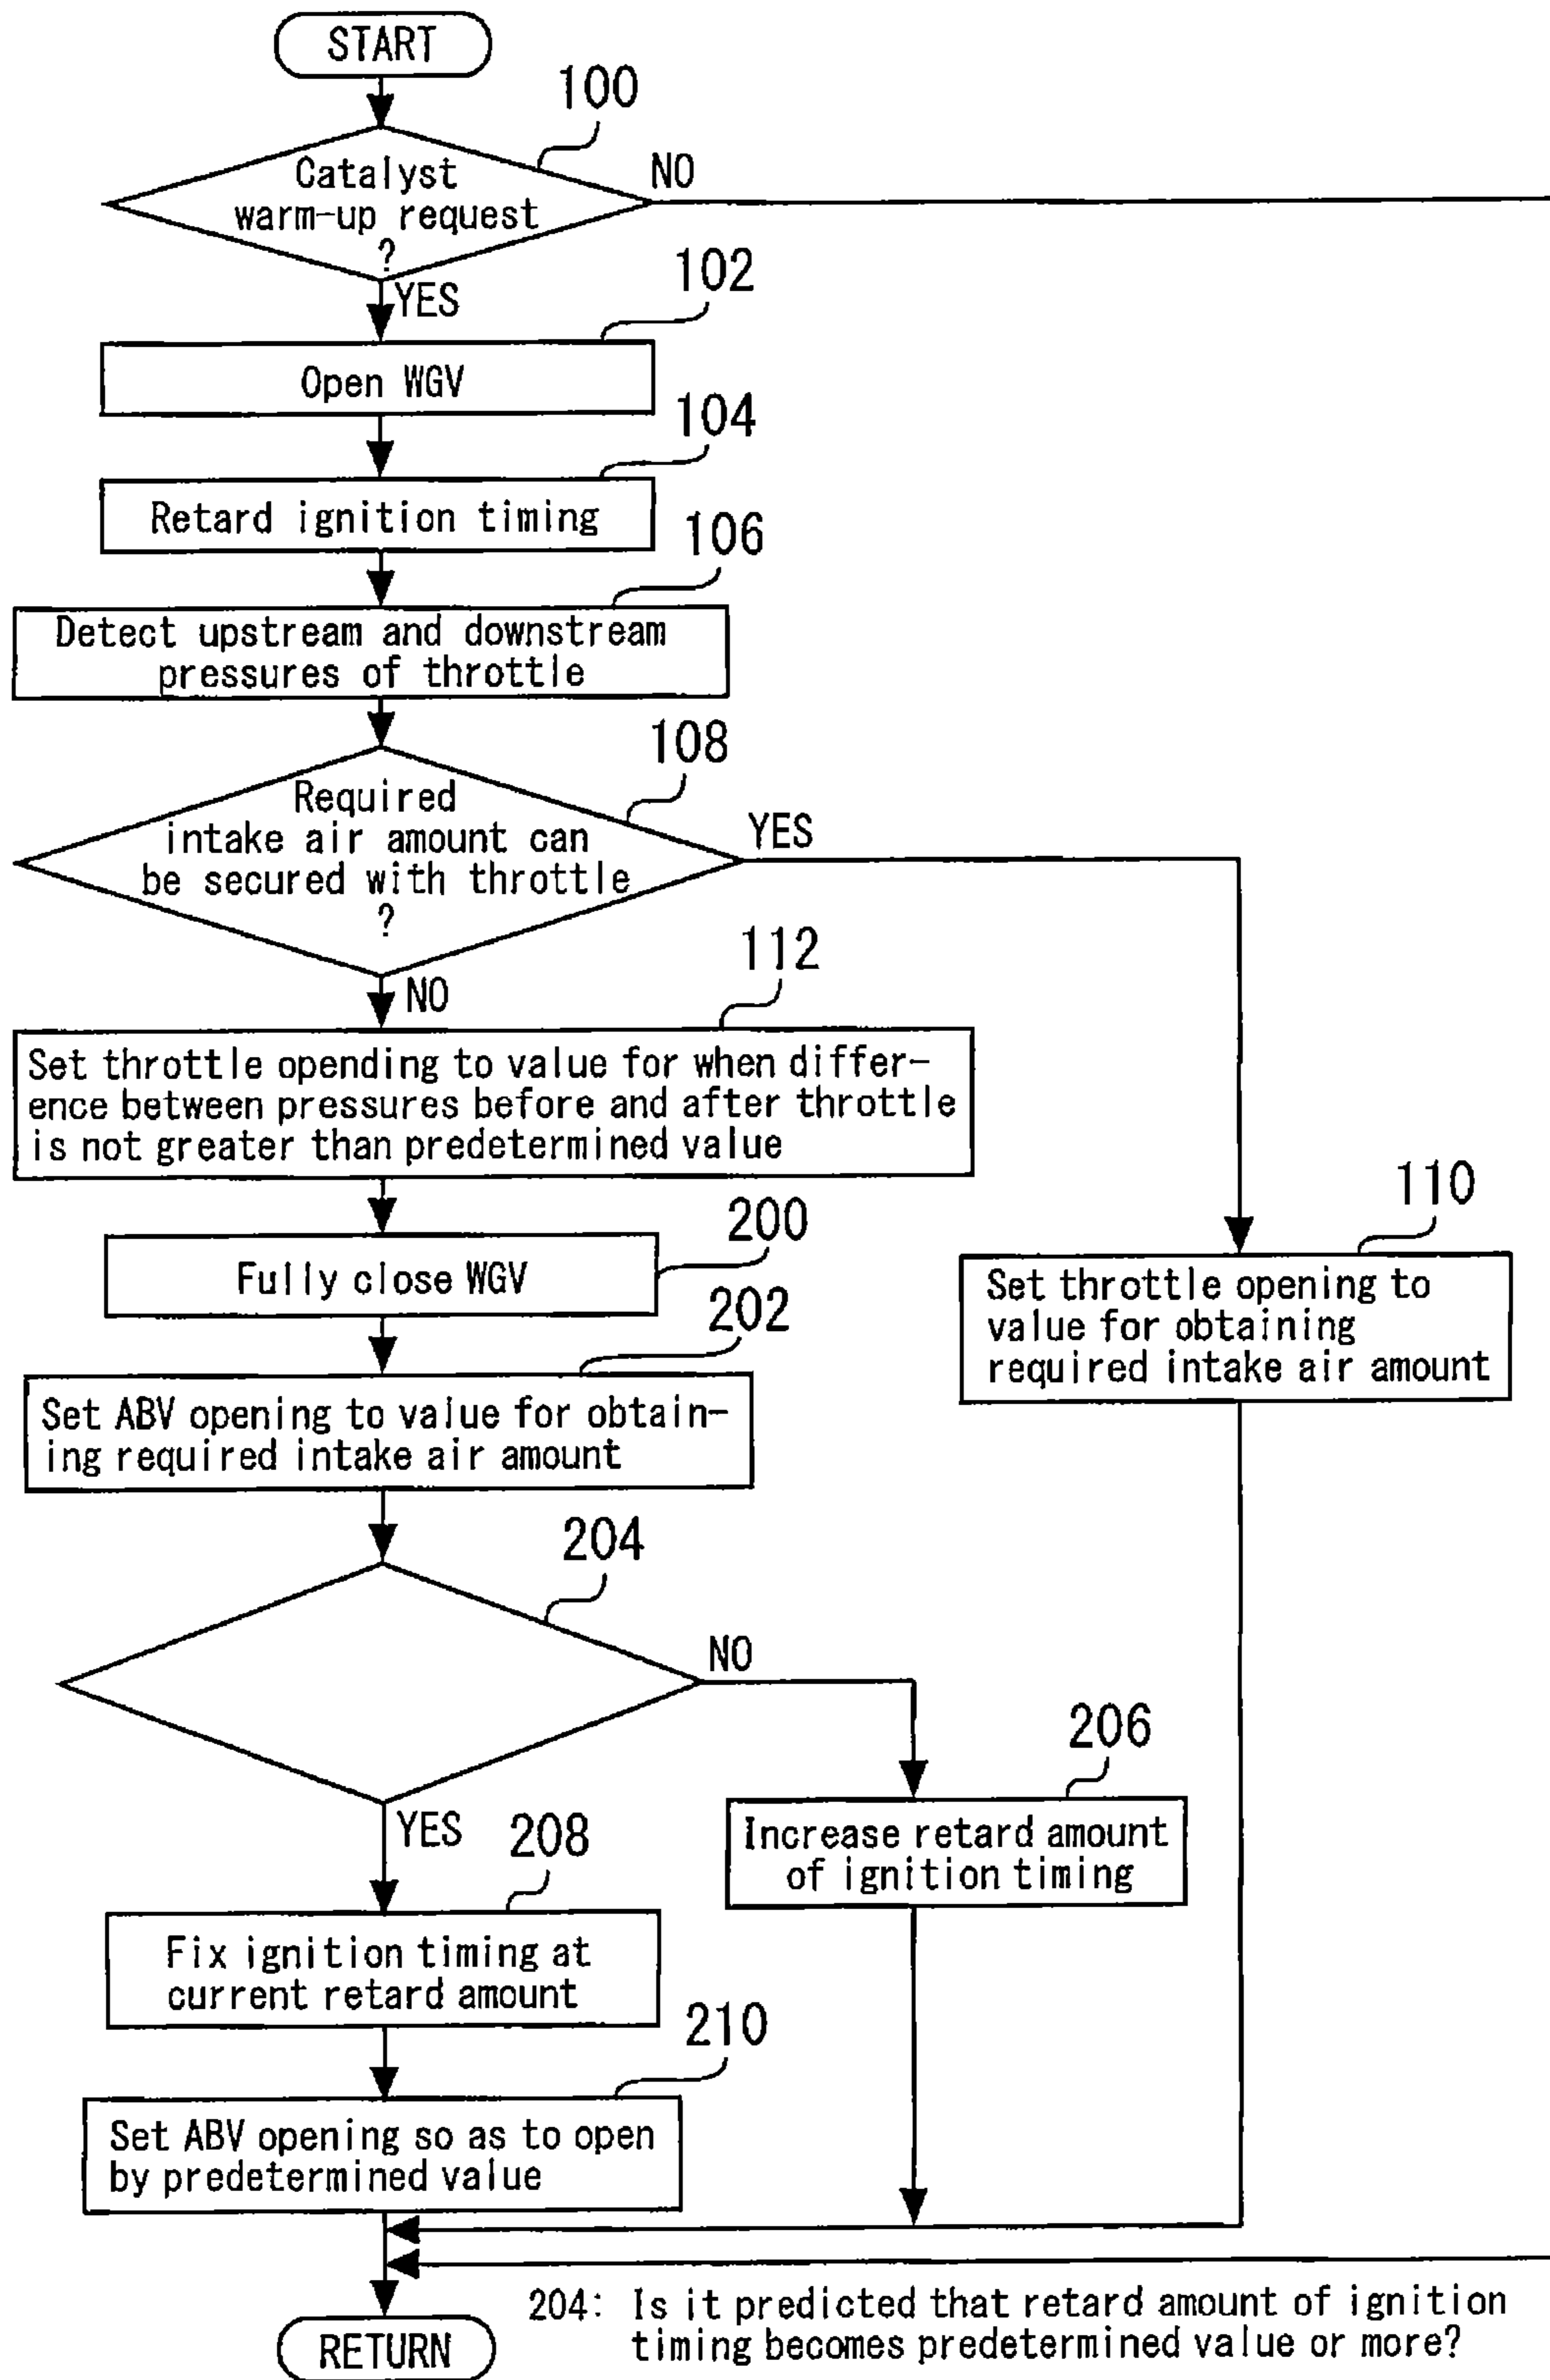 START
100
Catalyst
warm-up request
?
NO
YES
102
Open WGV
104
Retard ignition timing
106
Detect upstream and downstream
pressures of throttle
108
Required
intake air amount can
be secured with throttle
?
YES
NO
112
Set throttle opending to value for when differ-
ence between pressures before and after throttle
is not greater than predetermined value
200
Fully close WGV
110
Set throttle opening to
value for obtaining
required intake air amount
202
Set ABV opening to value for obtain-
ing required intake air amount
204
NO
YES
206
Increase retard amount
of ignition timing
208
Fix ignition timing at
current retard amount
210
Set ABV opening so as to open
by predetermined value
204: Is it predicted that retard amount of ignition
timing becomes predetermined value or more?
RETURN